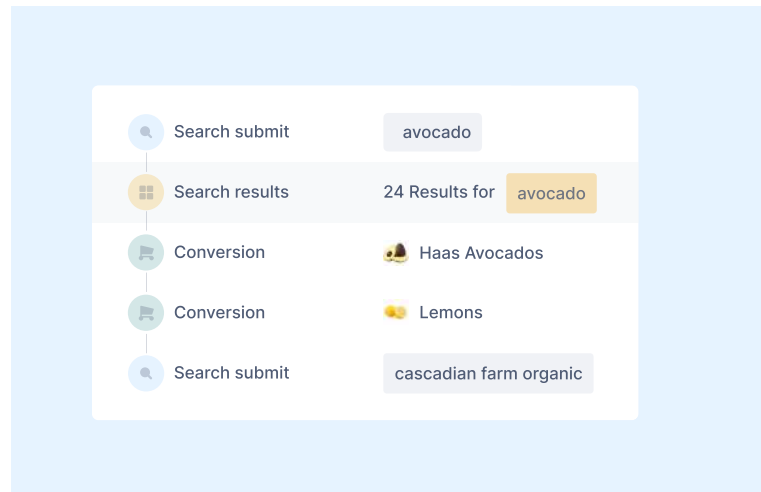 Search submit avocado
Search results 24 Results for avocado
Conversion Haas Avocados
Conversion Lemons
Search submit cascadian farm organic